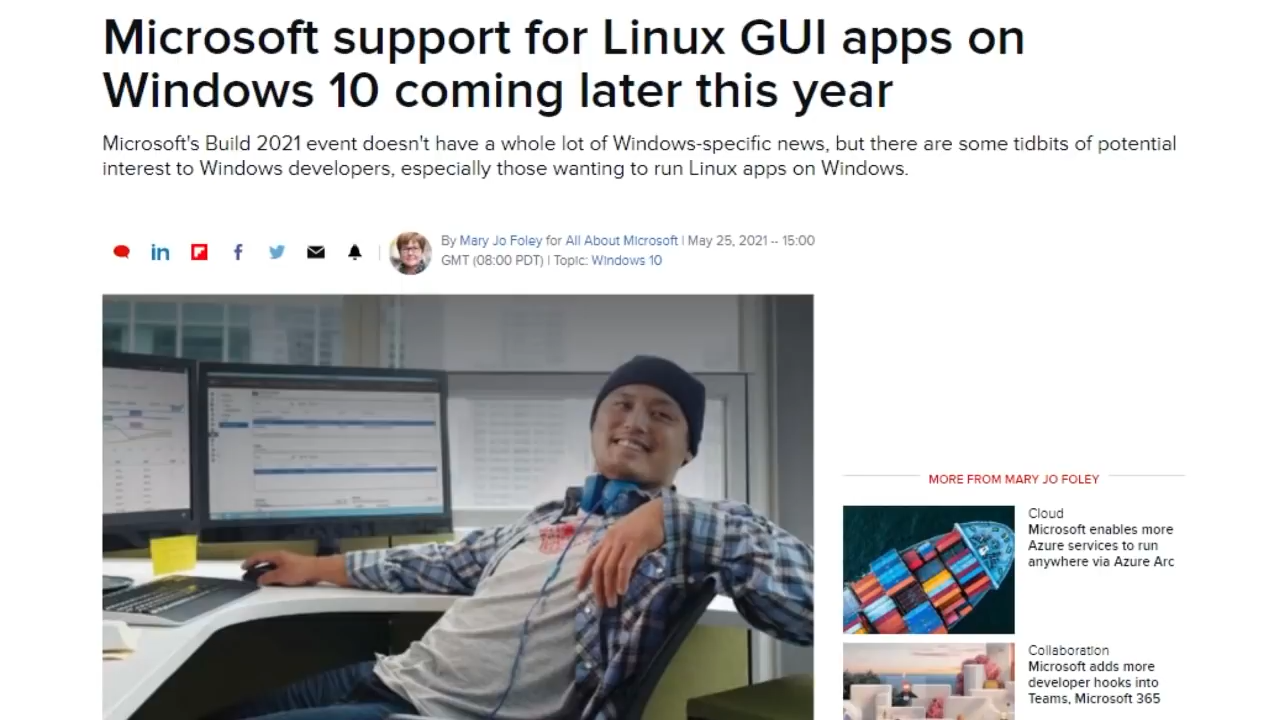 Microsoft support for Linux GUI apps on
Windows 10 coming later this year
Microsoft's Build 2021 event doesn't have a whole lot of Windows-specific news, but there are some tidbits of potential
interest to Windows developers, especially those wanting to run Linux apps on Windows.
in
f
By Mary Jo Foley for All About Microsoft | May 25, 2021 -- 15:00
GMT (08:00 PDT) | Topic: Windows 10
MORE FROM MARY JO FOLEY
Cloud
Microsoft enables more
Azure services to run
anywhere via Azure Arc
Collaboration
Microsoft adds more
developer hooks into
Teams, Microsoft 365